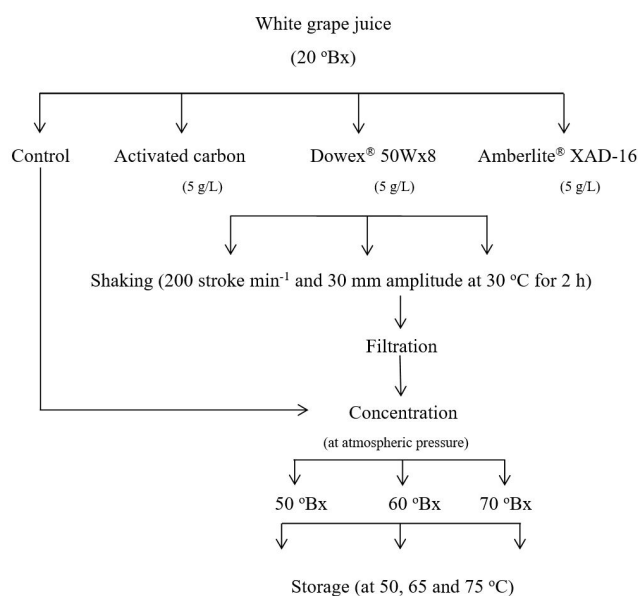 White grape juice
(20 ºBx)
Control Activated carbon Dowex® 50Wx8 Amberlite® XAD-16
(5 g/L) (5 g/L) (5 g/L)
Shaking (200 stroke min-1 and 30 mm amplitude at 30 ºC for 2 h)
Filtration
Concentration
(at atmospheric pressure)
50 ºBx 60 ºBx 70 ºBx
Storage (at 50, 65 and 75 ºC)